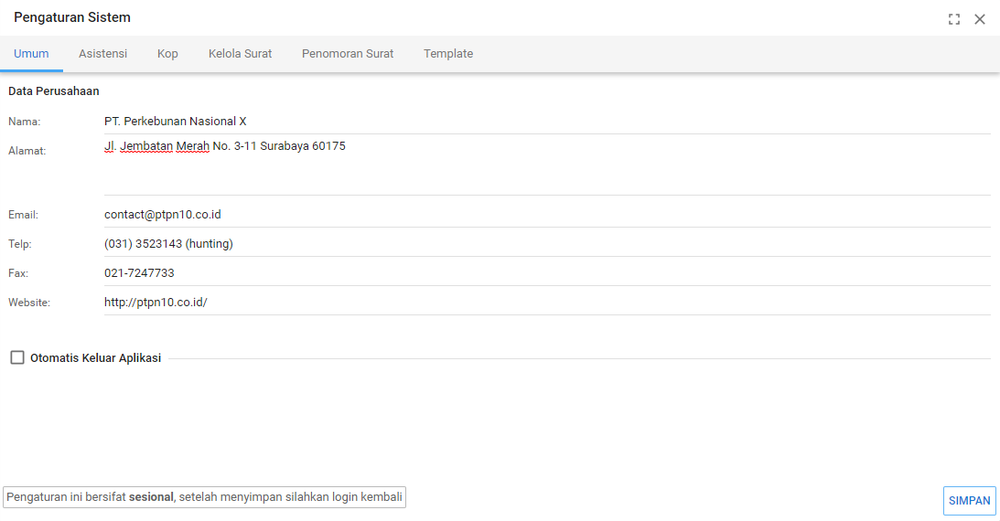 Pengaturan Sistem
Umum Asistensi Kop Kelola Surat Penomoran Surat Template
Data Perusahaan
Nama: PT. Perkebunan Nasional X
Alamat: Jl. Jembatan Merah No. 3-11 Surabaya 60175
Email: contact@ptpn10.co.id
Telp: (031) 3523143 (hunting)
Fax: 021-7247733
Website: http://ptpn10.co.id/
Otomatis Keluar Aplikasi
Pengaturan ini bersifat sesional, setelah menyimpan silahkan login kembali
SIMPAN